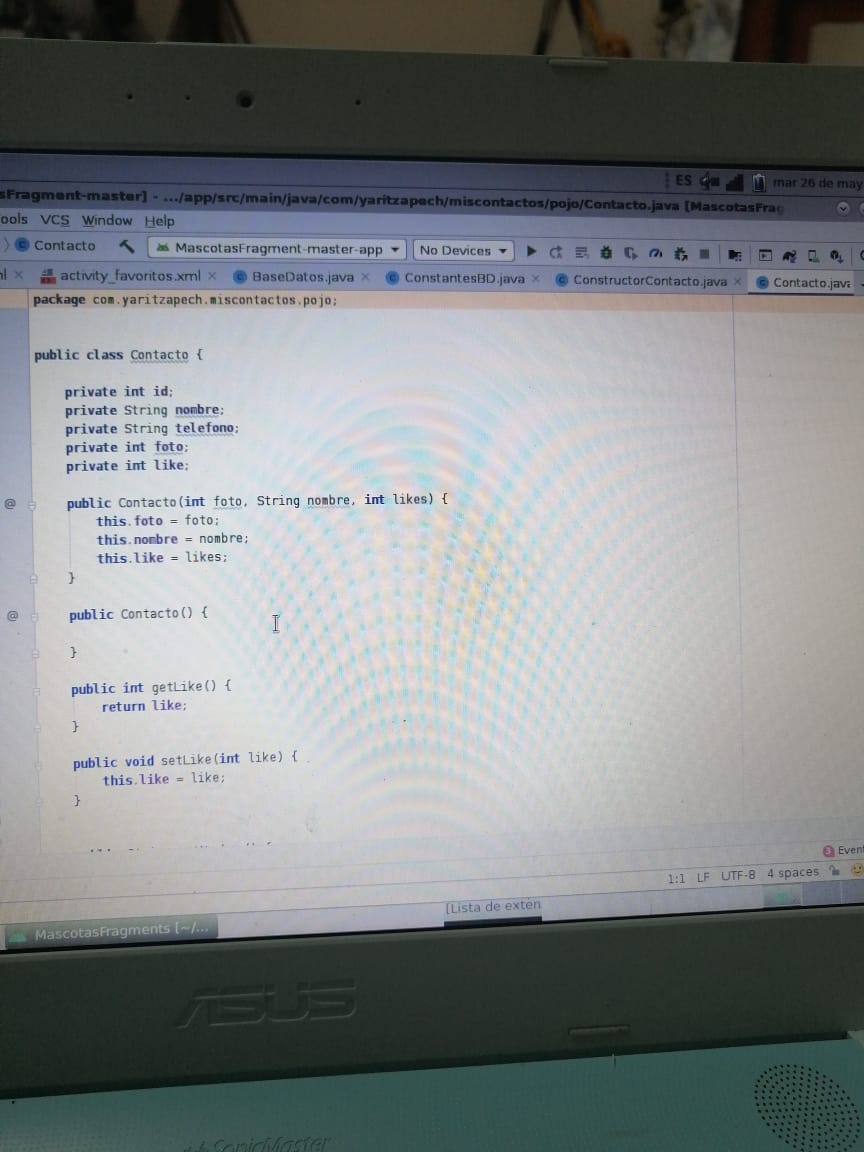 ES mar 26 de may
sFragment-master] - .../app/src/main/java/com/yaritzapech/miscontactos/pojo/Contacto.java [MascotasFrag
ools VCS Window Help
Contacto MascotasFragment-master-app No Devices
activity_favoritos.xml BaseDatos.java ConstantesBD.java ConstructorContacto.java Contacto.java
package com.yaritzapech.miscontactos.pojo;
public class Contacto {
private int id;
private String nombre;
private String telefono;
private int foto;
private int like;
@ public Contacto(int foto, String nombre, int likes) {
this.foto = foto;
this.nombre = nombre;
this.like = likes;
}
@ public Contacto() {
}
public int getLike() {
return like;
}
public void setLike(int like) {
this.like = like;
}
3 Event
1:1 LF UTF-8 4 spaces
[Lista de exten
MascotasFragments [~/...
ASUS
SonicMaster